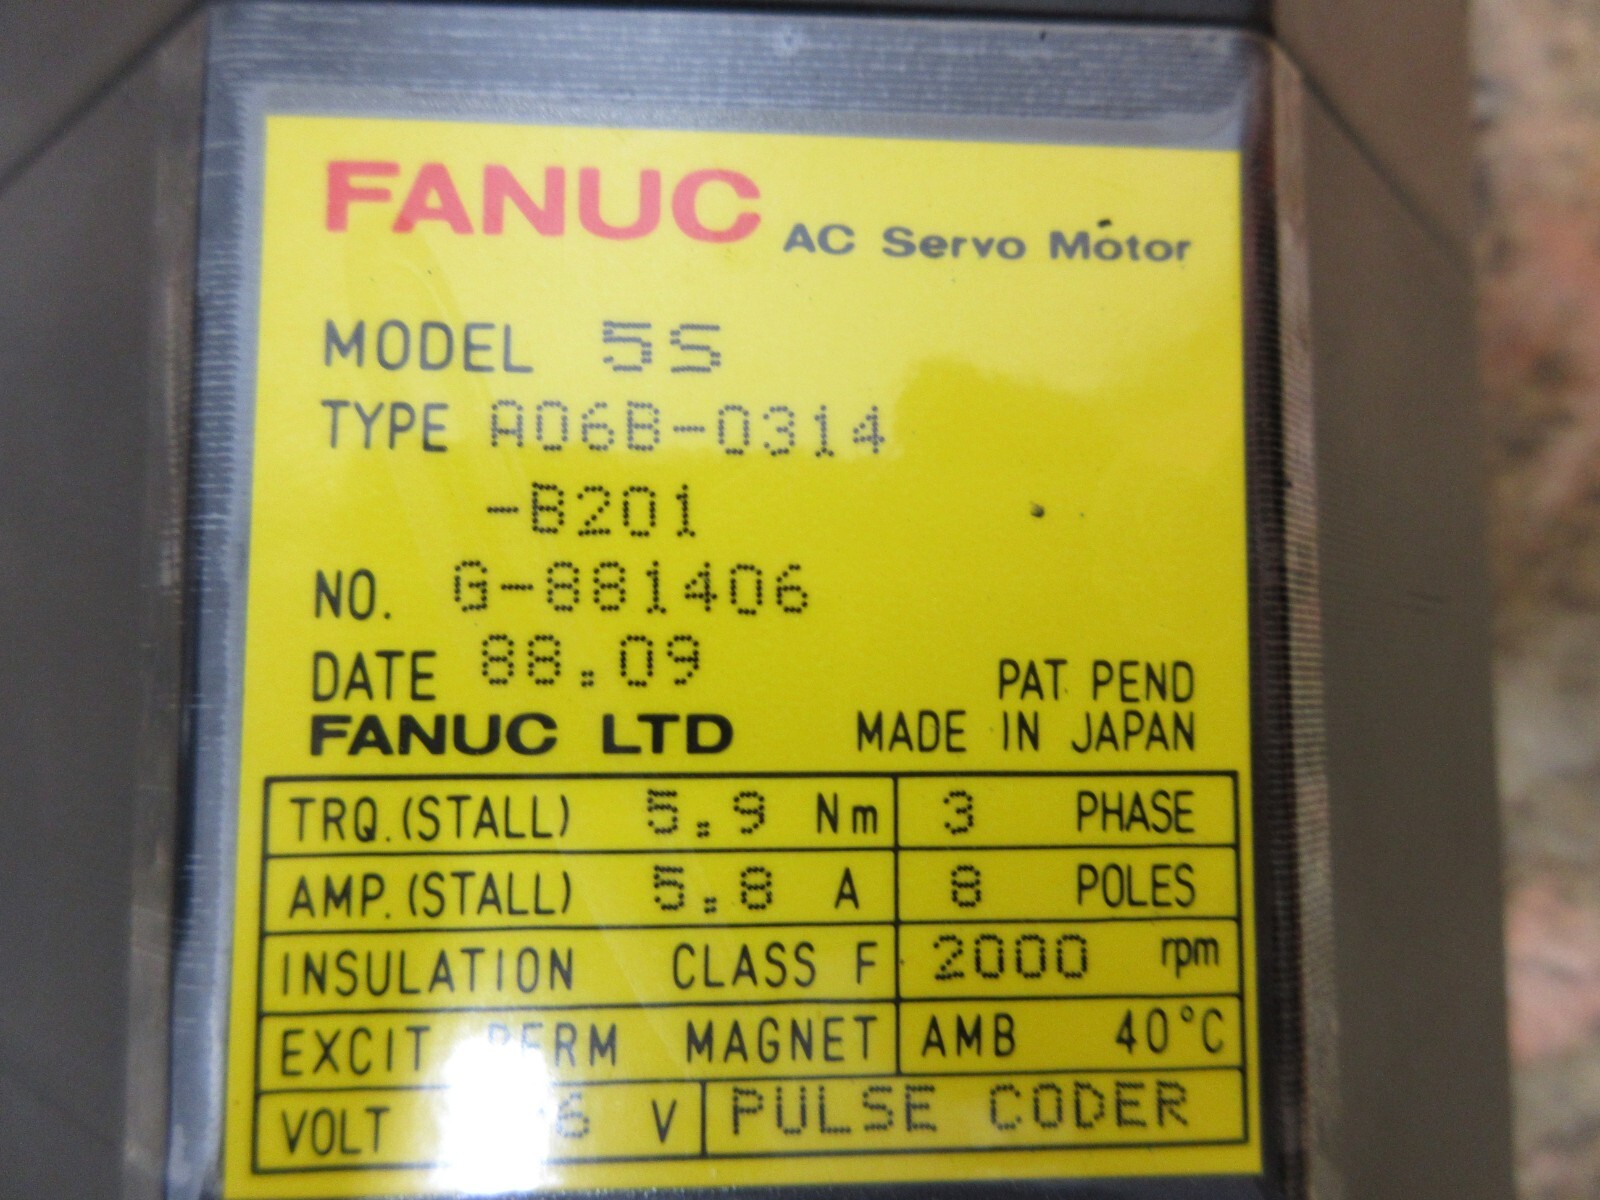 FANUC AC Servo Motor
MODEL 5S
TYPE A06B-0314
-B201
NO. G-881406
DATE 88.09
PAT. PEND
FANUC LTD MADE IN JAPAN
TRQ.(STALL) 5.9 Nm 3 PHASE
AMP.(STALL) 5.8 A 8 POLES
INSULATION CLASS F 2000 rpm
EXCIT PERM MAGNET AMB 40°C
VOLT V PULSE CODER